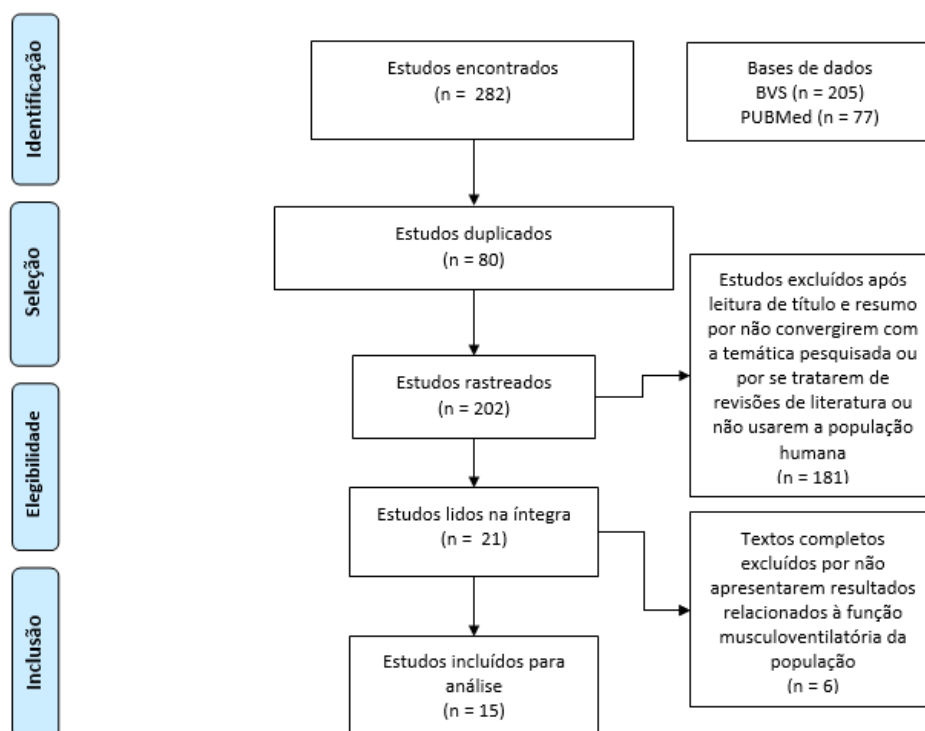 Identificação
Estudos encontrados
(n = 282)
Bases de dados
BVS (n = 205)
PUBMed (n = 77)
Seleção
Estudos duplicados
(n = 80)
Estudos rastreados
(n = 202)
Estudos excluídos após
leitura de título e resumo
por não convergirem com
a temática pesquisada ou
por se tratarem de
revisões de literatura ou
não usarem a população
humana
(n = 181)
Elegibilidade
Estudos lidos na íntegra
(n = 21)
Textos completos
excluídos por não
apresentarem resultados
relacionados à função
musculoventilatória da
população
(n = 6)
Inclusão
Estudos incluídos para
análise
(n = 15)